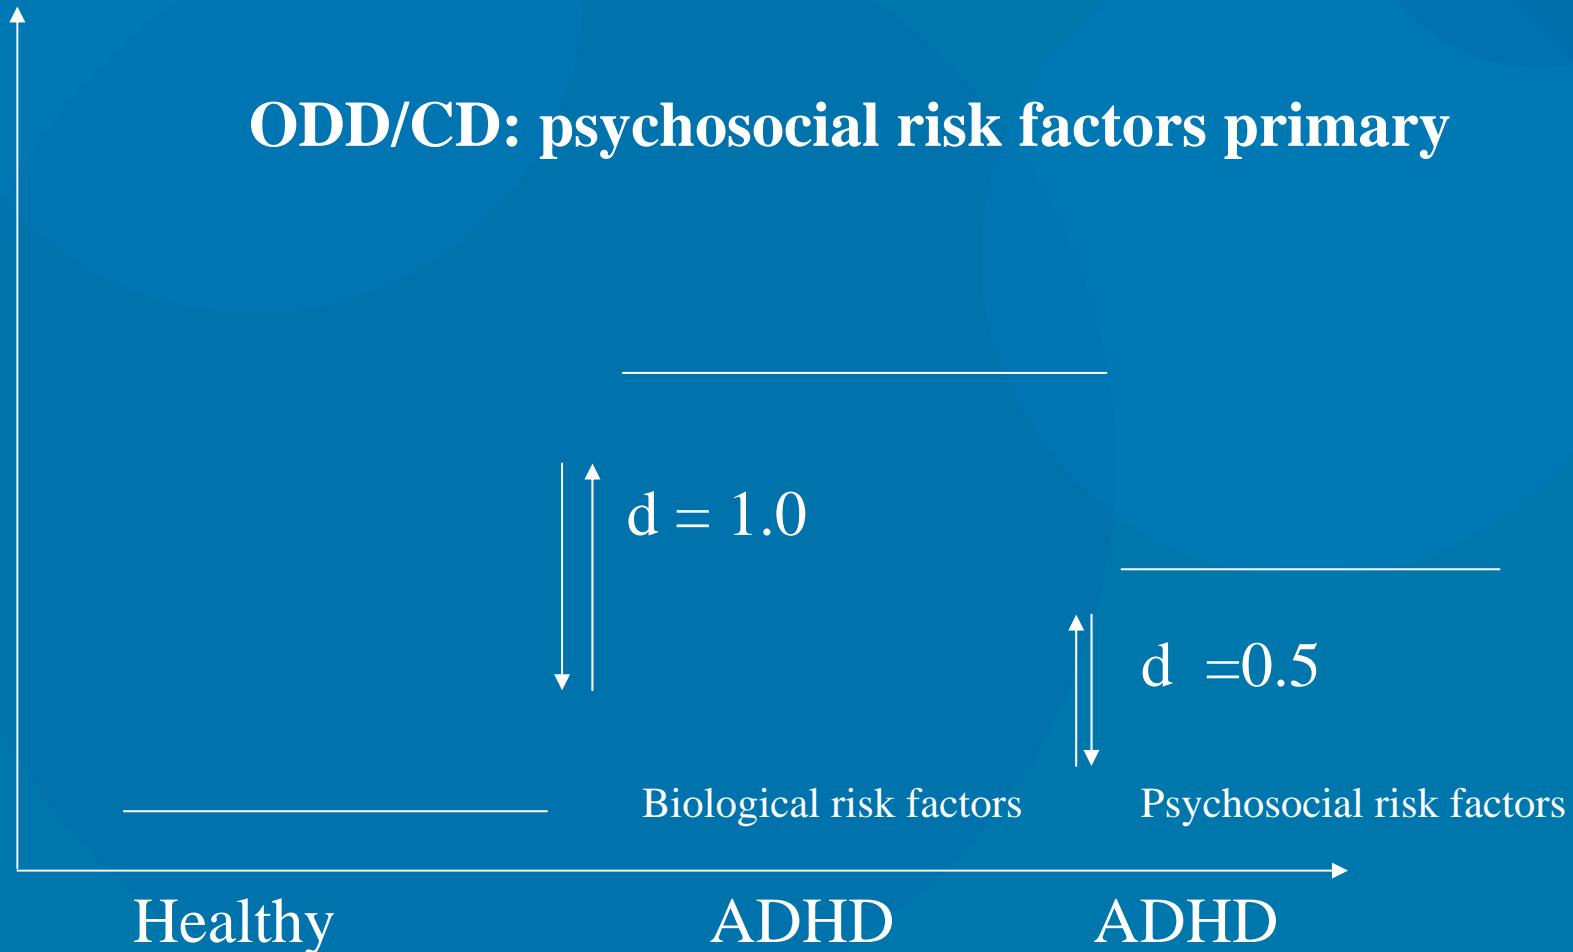 ODD/CD: psychosocial risk factors primary
d = 1.0
d =0.5
Biological risk factors
Psychosocial risk factors
Healthy
ADHD
ADHD